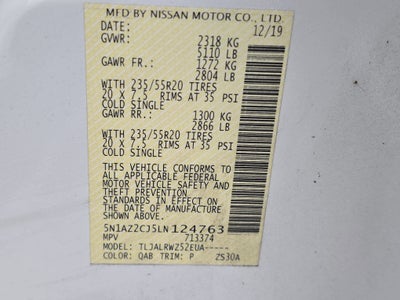 MFD BY NISSAN MOTOR CO., LTD.
DATE: 12/19
GVWR: 2318 KG
5110 LB
GAWR FR.: 1272 KG
2804 LB
WITH 235/55R20 TIRES
20 X 7.5 RIMS AT 35 PSI
COLD SINGLE
GAWR RR.: 1300 KG
2866 LB
WITH 235/55R20 TIRES
20 X 7.5 RIMS AT 35 PSI
COLD SINGLE
THIS VEHICLE CONFORMS TO
ALL APPLICABLE FEDERAL
MOTOR VEHICLE SAFETY AND
THEFT PREVENTION
STANDARDS IN EFFECT ON
THE DATE OF MANUFACTURE
SHOWN ABOVE.
5N1AZ2CJ5LN124763
MPV 713374
MODEL: TLJALRWZ52EUA-----
COLOR: QAB TRIM: P ZS30A